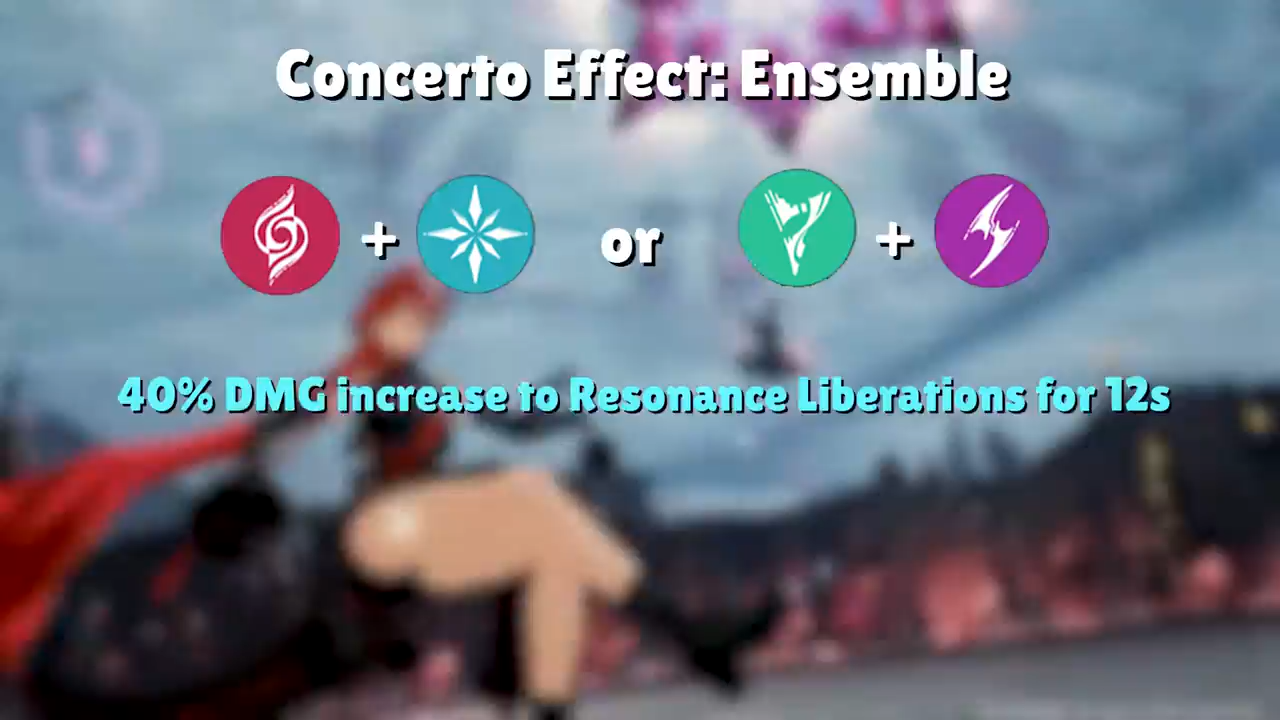 Concerto Effect: Ensemble
+ or +
40% DMG increase to Resonance Liberations for 12s